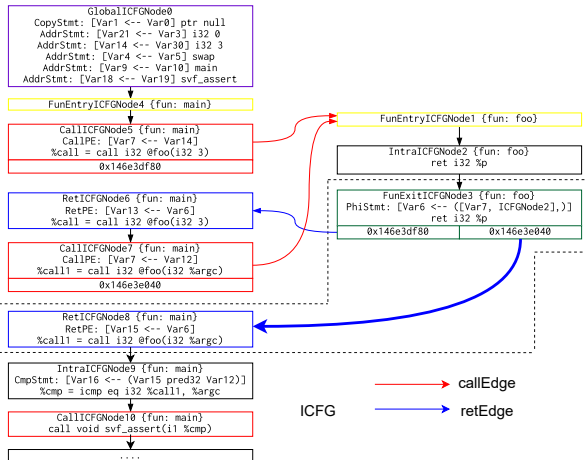 GlobalICFGNode0
CopyStmt: [Var1 <-- Var0] ptr null
AddrStmt: [Var21 <-- Var3] i32 0
AddrStmt: [Var14 <-- Var30] i32 3
AddrStmt: [Var4 <-- Var5] swap
AddrStmt: [Var9 <-- Var10] main
AddrStmt: [Var18 <-- Var19] svf_assert
FunEntryICFGNode4 {fun: main}
CallICFGNode5 {fun: main}
CallPE: [Var7 <-- Var14]
%call = call i32 @foo(i32 3)
0x146e3df80
RetICFGNode6 {fun: main}
RetPE: [Var13 <-- Var6]
%call = call i32 @foo(i32 3)
CallICFGNode7 {fun: main}
CallPE: [Var7 <-- Var12]
%call1 = call i32 @foo(i32 %argc)
0x146e3e040
RetICFGNode8 {fun: main}
RetPE: [Var15 <-- Var6]
%call1 = call i32 @foo(i32 %argc)
IntraICFGNode9 {fun: main}
CmpStmt: [Var16 <-- (Var15 pred32 Var12)]
%cmp = icmp eq i32 %call1, %argc
CallICFGNode10 {fun: main}
call void svf_assert(i1 %cmp)
....
FunEntryICFGNode1 {fun: foo}
IntraICFGNode2 {fun: foo}
ret i32 %p
FunExitICFGNode3 {fun: foo}
PhiStmt: [Var6 <-- ([Var7, ICFGNode2],)]
ret i32 %p
0x146e3df80 0x146e3e040
ICFG
callEdge
retEdge